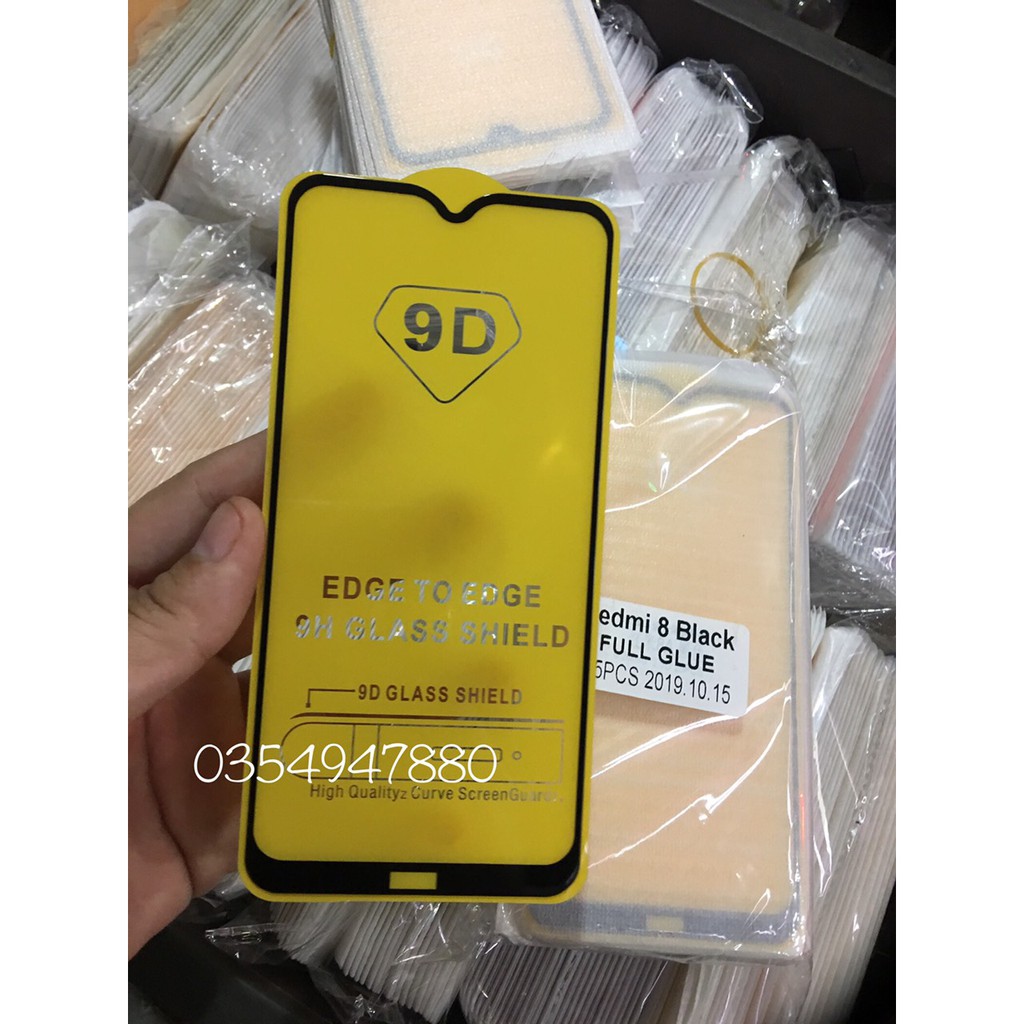 9D
EDGE TO EDGE
9H GLASS SHIELD
9D GLASS SHIELD
0354947880
High Qualityz Curve Screen
edmi 8 Black
FULL GLUE
5PCS 2019.10.15